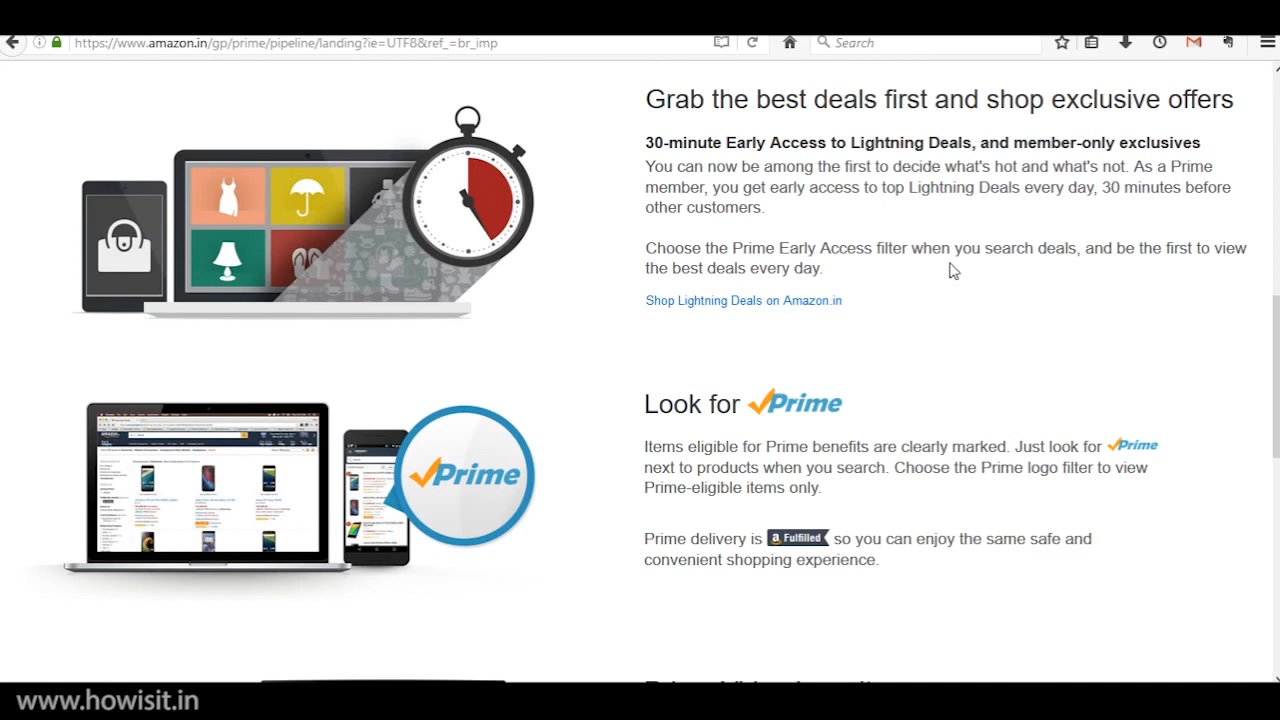 https://www.amazon.in/gp/prime/pipeline/landing?ie=UTF8&ref_=br_imp
Search
Grab the best deals first and shop exclusive offers
30-minute Early Access to Lightning Deals, and member-only exclusives
You can now be among the first to decide what's hot and what's not. As a Prime
member, you get early access to top Lightning Deals every day, 30 minutes before
other customers.
Choose the Prime Early Access filter when you search deals, and be the first to view
the best deals every day.
Shop Lightning Deals on Amazon.in
Prime
Look for Prime
Items eligible for Prime benefits are clearly marked. Just look for Prime
next to products when you search. Choose the Prime logo filter to view
Prime-eligible items only.
Prime delivery is a Fulfilled so you can enjoy the same safe and
convenient shopping experience.
www.howisit.in